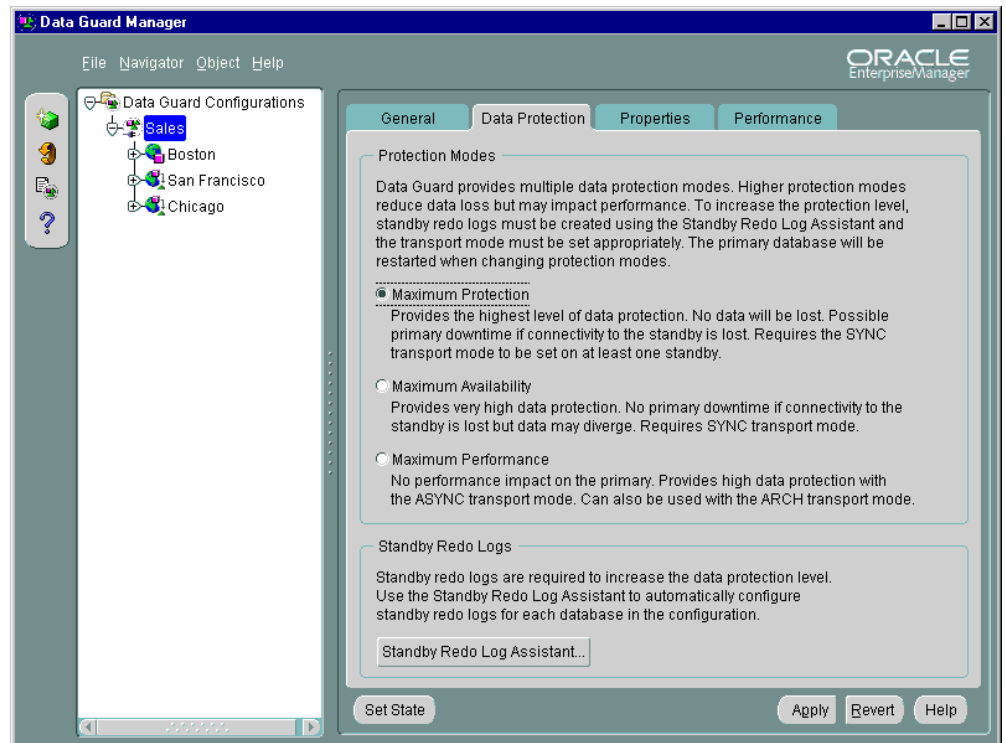 Data Guard Manager
File Navigator Object Help
ORACLE
EnterpriseManager
Data Guard Configurations
Sales
Boston
San Francisco
Chicago
General Data Protection Properties Performance
Protection Modes
Data Guard provides multiple data protection modes. Higher protection modes
reduce data loss but may impact performance. To increase the protection level,
standby redo logs must be created using the Standby Redo Log Assistant and
the transport mode must be set appropriately. The primary database will be
restarted when changing protection modes.
Maximum Protection
Provides the highest level of data protection. No data will be lost. Possible
primary downtime if connectivity to the standby is lost. Requires the SYNC
transport mode to be set on at least one standby.
Maximum Availability
Provides very high data protection. No primary downtime if connectivity to the
standby is lost but data may diverge. Requires SYNC transport mode.
Maximum Performance
No performance impact on the primary. Provides high data protection with
the ASYNC transport mode. Can also be used with the ARCH transport mode.
Standby Redo Logs
Standby redo logs are required to increase the data protection level.
Use the Standby Redo Log Assistant to automatically configure
standby redo logs for each database in the configuration.
Standby Redo Log Assistant...
Set State Apply Revert Help